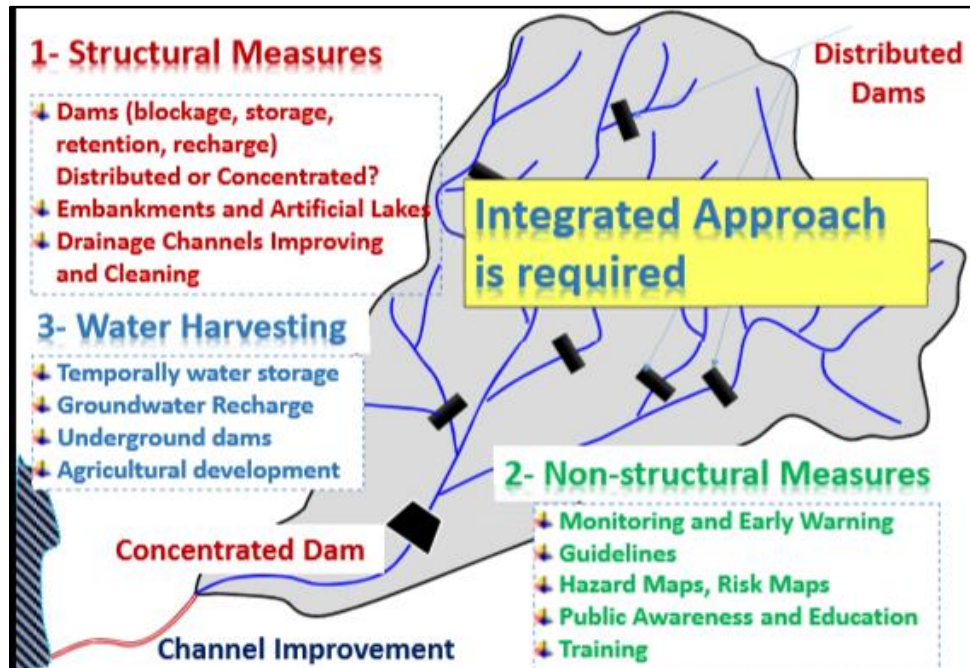 1- Structural Measures
Dams (blockage, storage,
retention, recharge)
Distributed or Concentrated?
Embankments and Artificial Lakes
Drainage Channels Improving
and Cleaning
Distributed
Dams
Integrated Approach
is required
3- Water Harvesting
Temporally water storage
Groundwater Recharge
Underground dams
Agricultural development
2- Non-structural Measures
Monitoring and Early Warning
Guidelines
Hazard Maps, Risk Maps
Public Awareness and Education
Training
Concentrated Dam
Channel Improvement